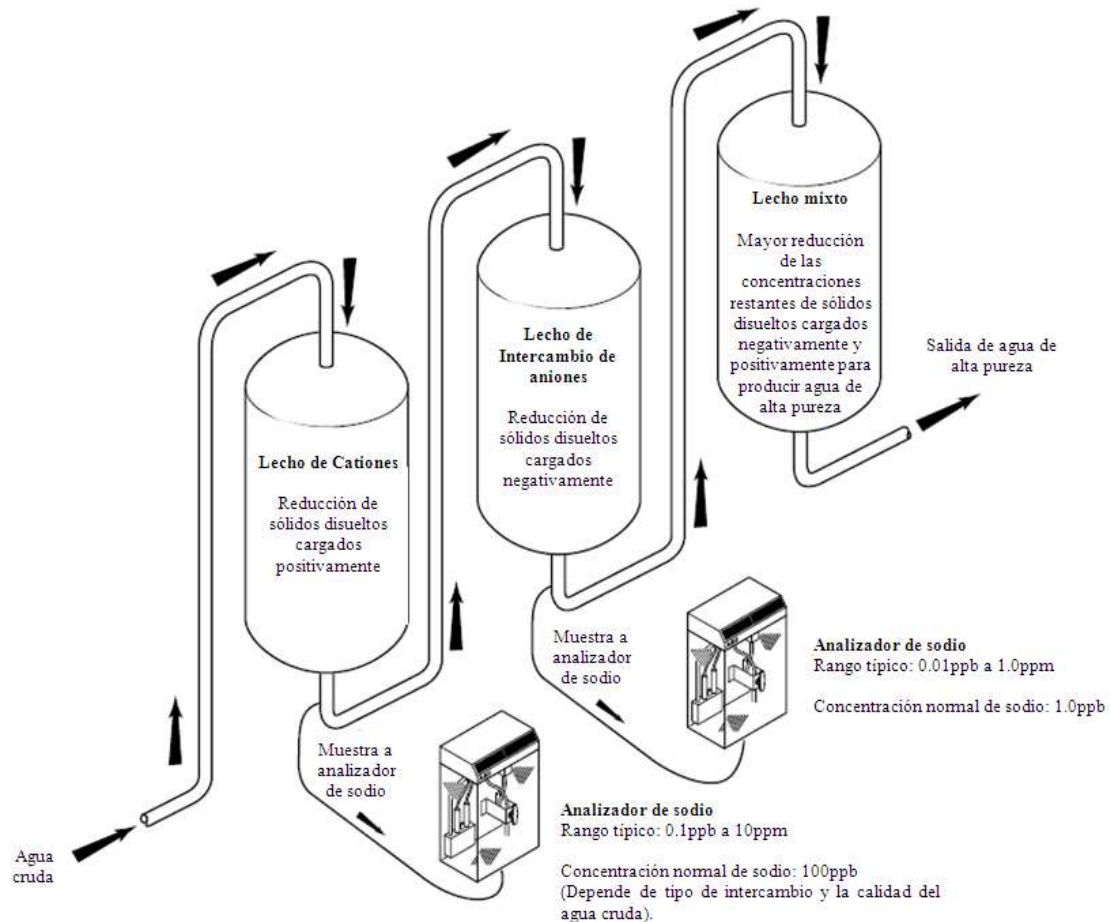 Agua
cruda
Lecho de Cationes
Reducción de
sólidos disueltos
cargados
positivamente
Muestra a
analizador
de sodio
Analizador de sodio
Rango típico: 0.1ppb a 10ppm
Concentración normal de sodio: 100ppb
(Depende de tipo de intercambio y la calidad del
agua cruda).
Lecho de
Intercambio de
aniones
Reducción de
sólidos disueltos
cargados
negativamente
Muestra a
analizador
de sodio
Analizador de sodio
Rango típico: 0.01ppb a 1.0ppm
Concentración normal de sodio: 1.0ppb
Lecho mixto
Mayor reducción
de las
concentraciones
restantes de sólidos
disueltos cargados
negativamente y
positivamente para
producir agua de
alta pureza
Salida de agua de
alta pureza